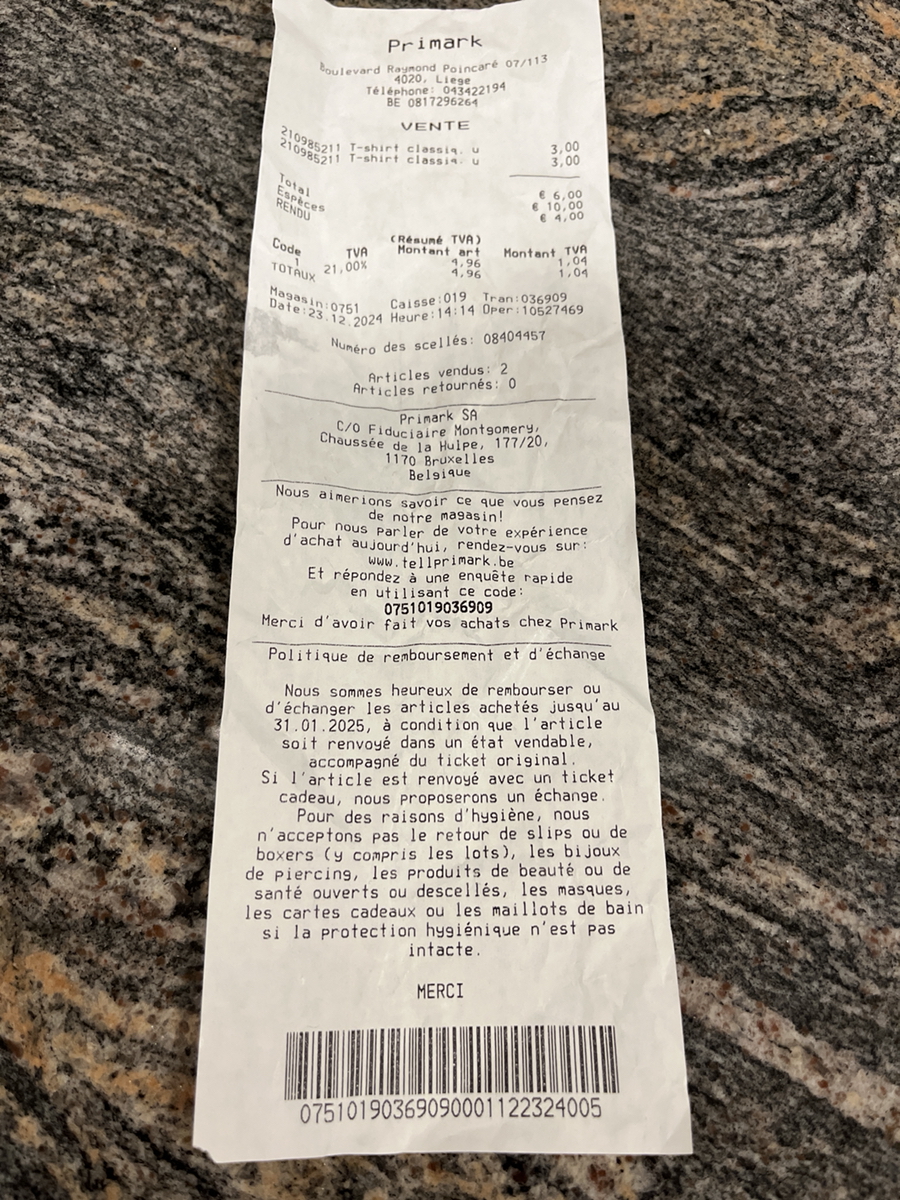 Primark
Boulevard Raymond Poincaré 07/113
4020, Liege
Téléphone: 043422194
BE 0817296264
VENTE
210985211 T-shirt classiq. u 3,00
210985211 T-shirt classiq. u 3,00
Total € 6,00
Espèces € 10,00
RENDU € 4,00
(Résumé TVA)
Code TVA Montant art Montant TVA
1 21,00% 4,96 1,04
TOTAUX 4,96 1,04
Magasin:0751 Caisse:019 Tran:036909
Date:23.12.2024 Heure:14:14 Oper:10527469
Numéro des scellés: 08404457
Articles vendus: 2
Articles retournés: 0
Primark SA
C/O Fiduciaire Montgomery,
Chaussée de la Hulpe, 177/20,
1170 Bruxelles
Belgique
Nous aimerions savoir ce que vous pensez
de notre magasin!
Pour nous parler de votre expérience
d'achat aujourd'hui, rendez-vous sur:
www.tellprimark.be
Et répondez à une enquête rapide
en utilisant ce code:
0751019036909
Merci d'avoir fait vos achats chez Primark
Politique de remboursement et d'échange
Nous sommes heureux de rembourser ou
d'échanger les articles achetés jusqu'au
31.01.2025, à condition que l'article
soit renvoyé dans un état vendable,
accompagné du ticket original.
Si l'article est renvoyé avec un ticket
cadeau, nous proposerons un échange.
Pour des raisons d'hygiène, nous
n'acceptons pas le retour de slips ou de
boxers (y compris les lots), les bijoux
de piercing, les produits de beauté ou de
santé ouverts ou descellés, les masques,
les cartes cadeaux ou les maillots de bain
si la protection hygiénique n'est pas
intacte.
MERCI
07510190369090001122324005